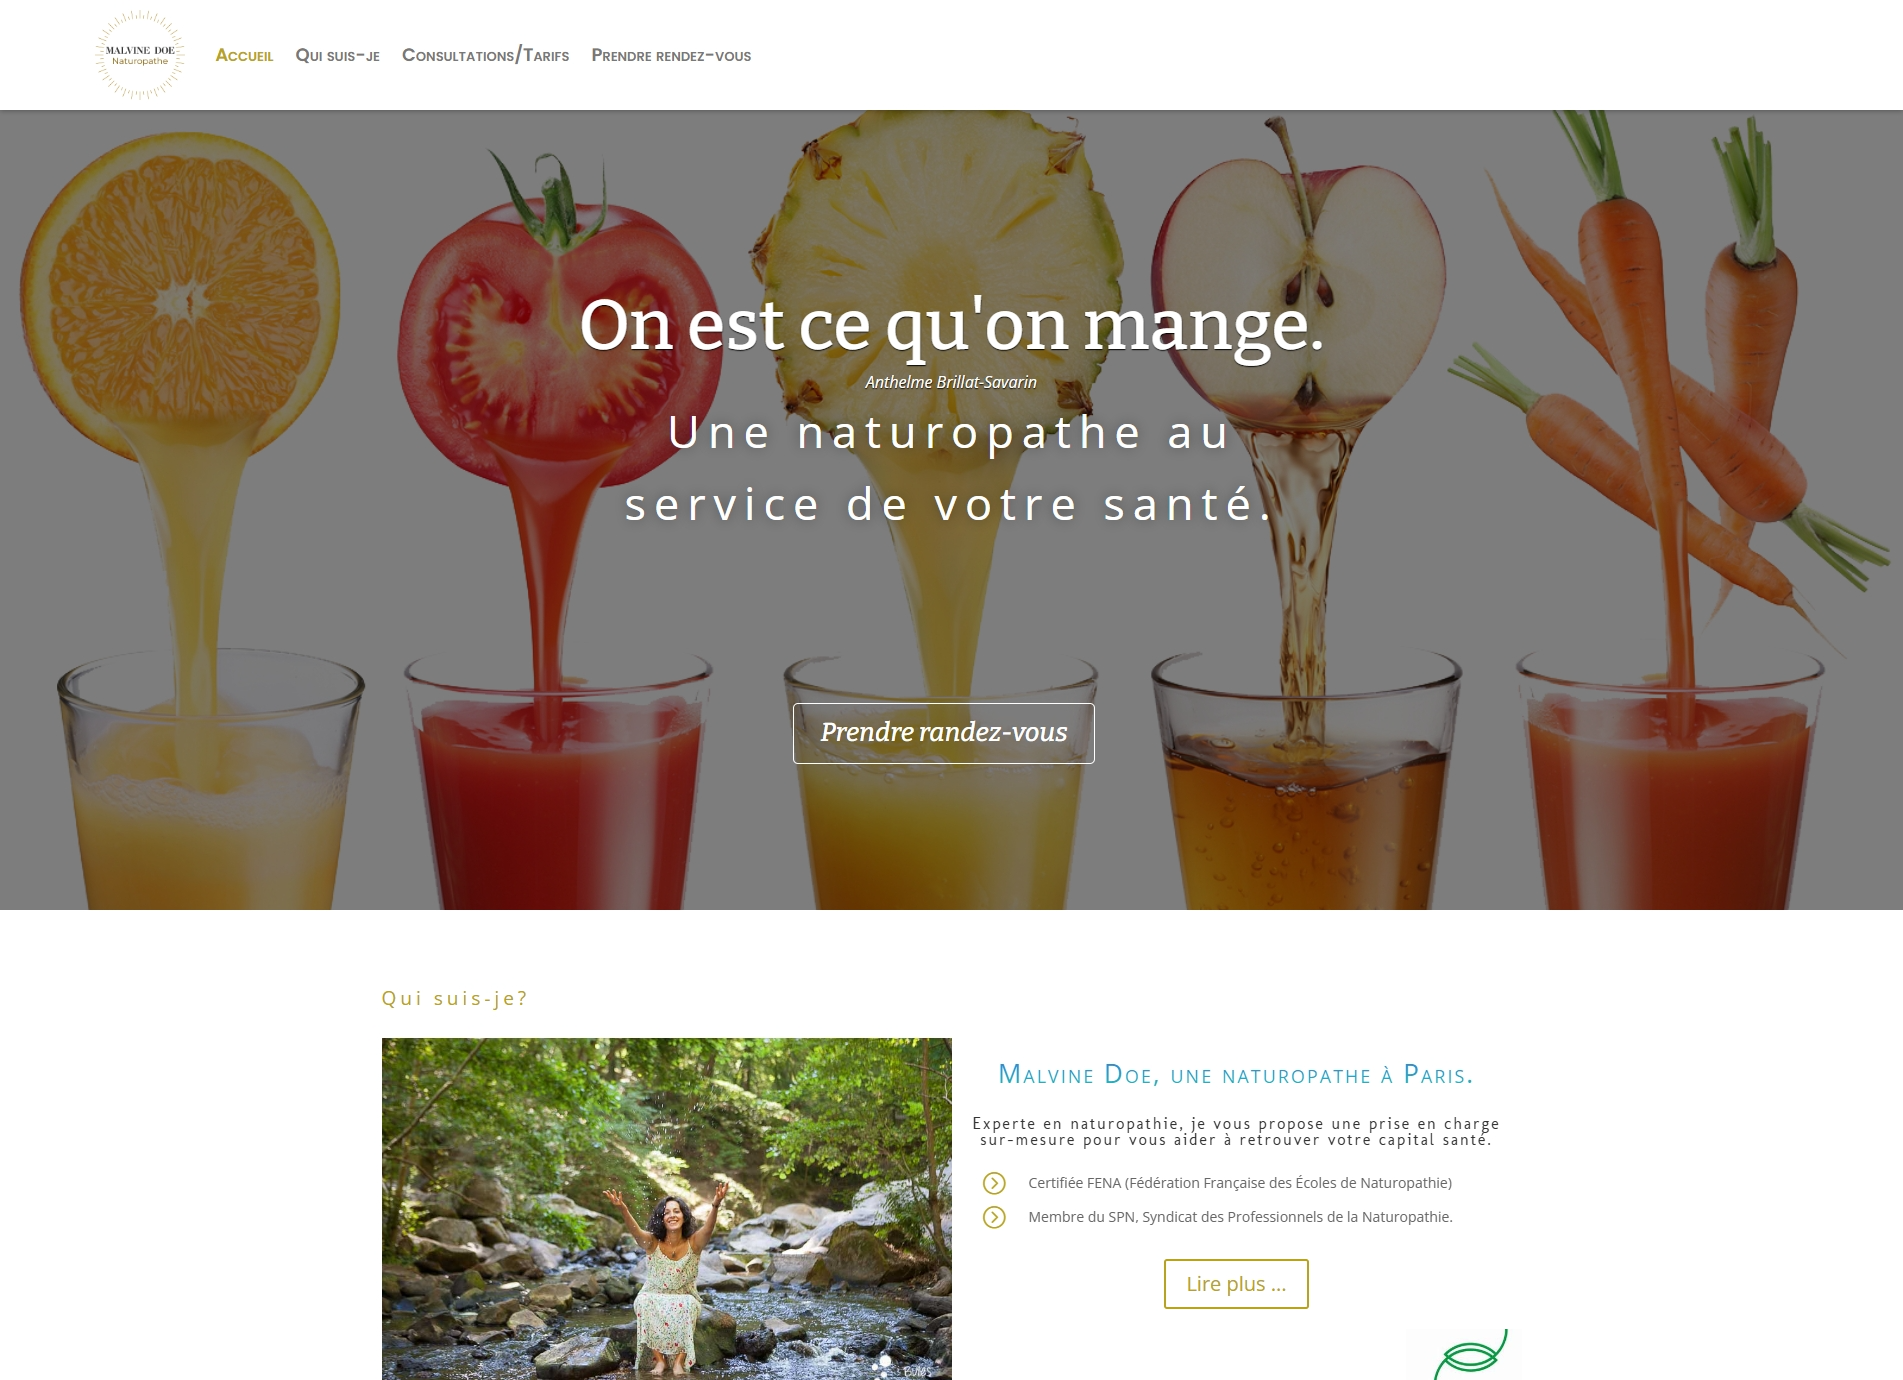 MALVINE DOE
Naturopathe
Accueil
Qui suis-je
Consultations/Tarifs
Prendre rendez-vous
On est ce qu'on mange.
Anthelme Brillat-Savarin
Une naturopathe au
service de votre santé.
Prendre randez-vous
Qui suis-je?
Malvine Doe, une naturopathe à Paris.
Experte en naturopathie, je vous propose une prise en charge
sur-mesure pour vous aider à retrouver votre capital santé.
Certifiée FENA (Fédération Française des Écoles de Naturopathie)
Membre du SPN, Syndicat des Professionnels de la Naturopathie.
Lire plus ...